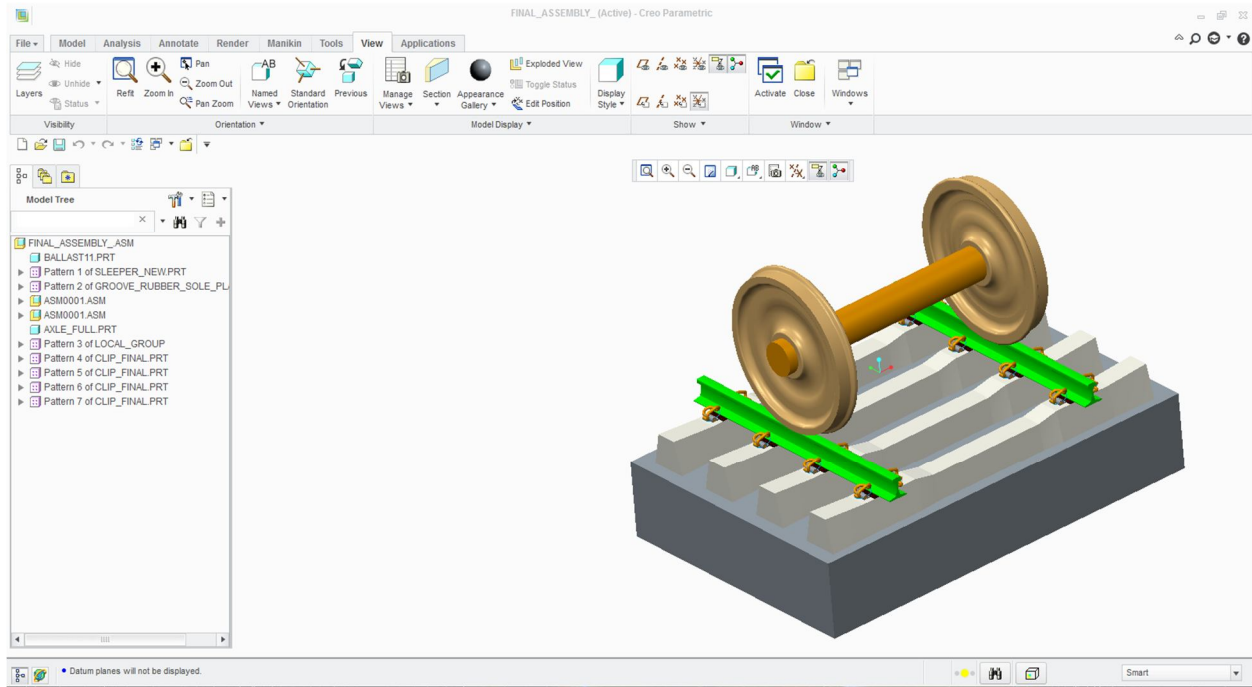 FINAL_ASSEMBLY_ (Active) - Creo Parametric
File Model Analysis Annotate Render Manikin Tools View Applications
Hide
Unhide
Status
Layers
Visibility
Refit
Zoom In
Pan
Zoom Out
Pan Zoom
AB
Named Views
Standard Orientation
Previous
Orientation
Manage Views
Section
Appearance Gallery
Exploded View
Toggle Status
Edit Position
Display Style
Model Display
Show
Activate
Close
Windows
Window
Model Tree
FINAL_ASSEMBLY_.ASM
BALLAST11.PRT
Pattern 1 of SLEEPER_NEW.PRT
Pattern 2 of GROOVE_RUBBER_SOLE_PL
ASM0001.ASM
ASM0001.ASM
AXLE_FULL.PRT
Pattern 3 of LOCAL_GROUP
Pattern 4 of CLIP_FINAL.PRT
Pattern 5 of CLIP_FINAL.PRT
Pattern 6 of CLIP_FINAL.PRT
Pattern 7 of CLIP_FINAL.PRT
• Datum planes will not be displayed.
Smart